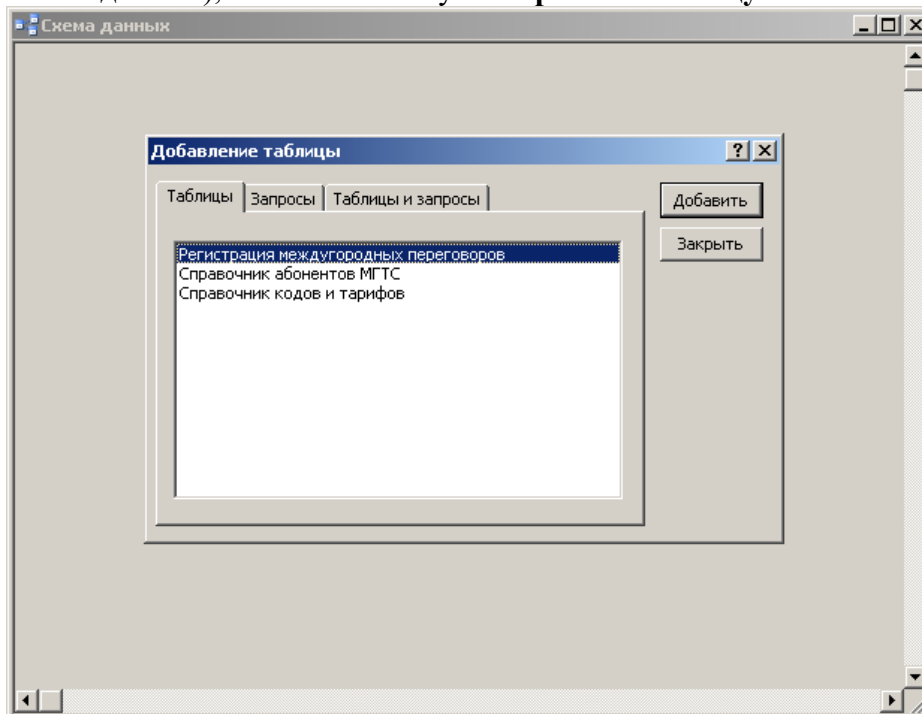 Схема данных
Добавление таблицы
Таблицы Запросы Таблицы и запросы
Добавить
Закрыть
Регистрация междугородных переговоров
Справочник абонентов МГТС
Справочник кодов и тарифов